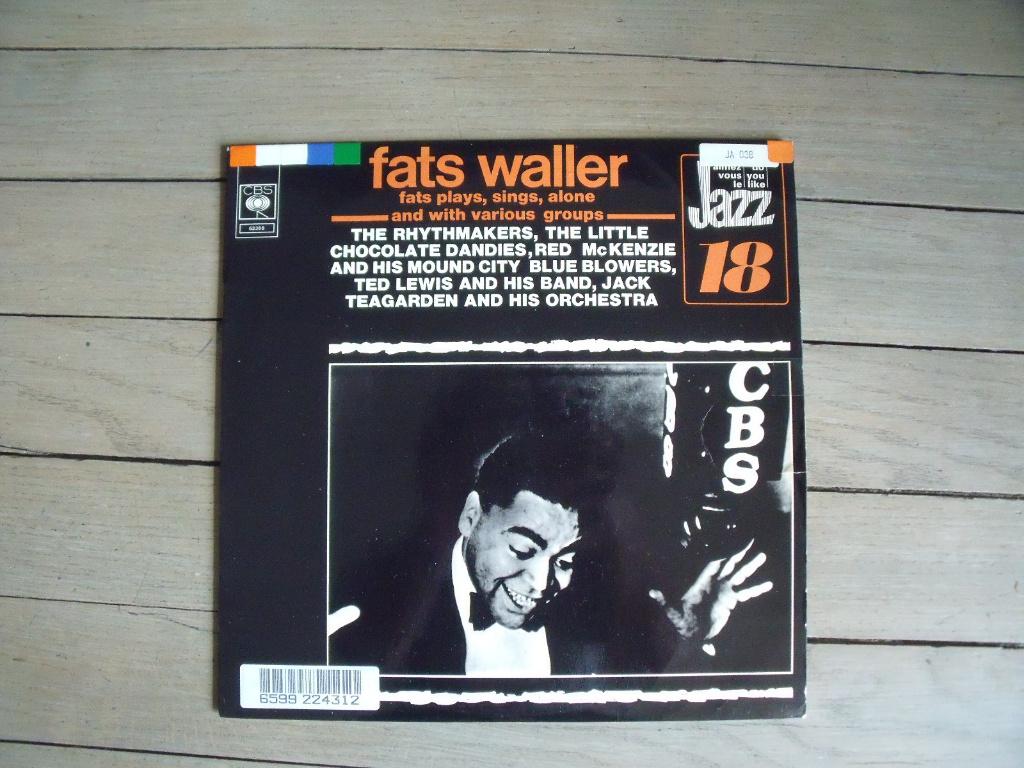 fats waller
fats plays, sings, alone
and with various groups
THE RHYTHMAKERS, THE LITTLE
CHOCOLATE DANDIES, RED McKENZIE
AND HIS MOUND CITY BLUE BLOWERS,
TED LEWIS AND HIS BAND, JACK
TEAGARDEN AND HIS ORCHESTRA
CBS
JA 038
vous you
le like
Jazz
18
CBS
6599 224312